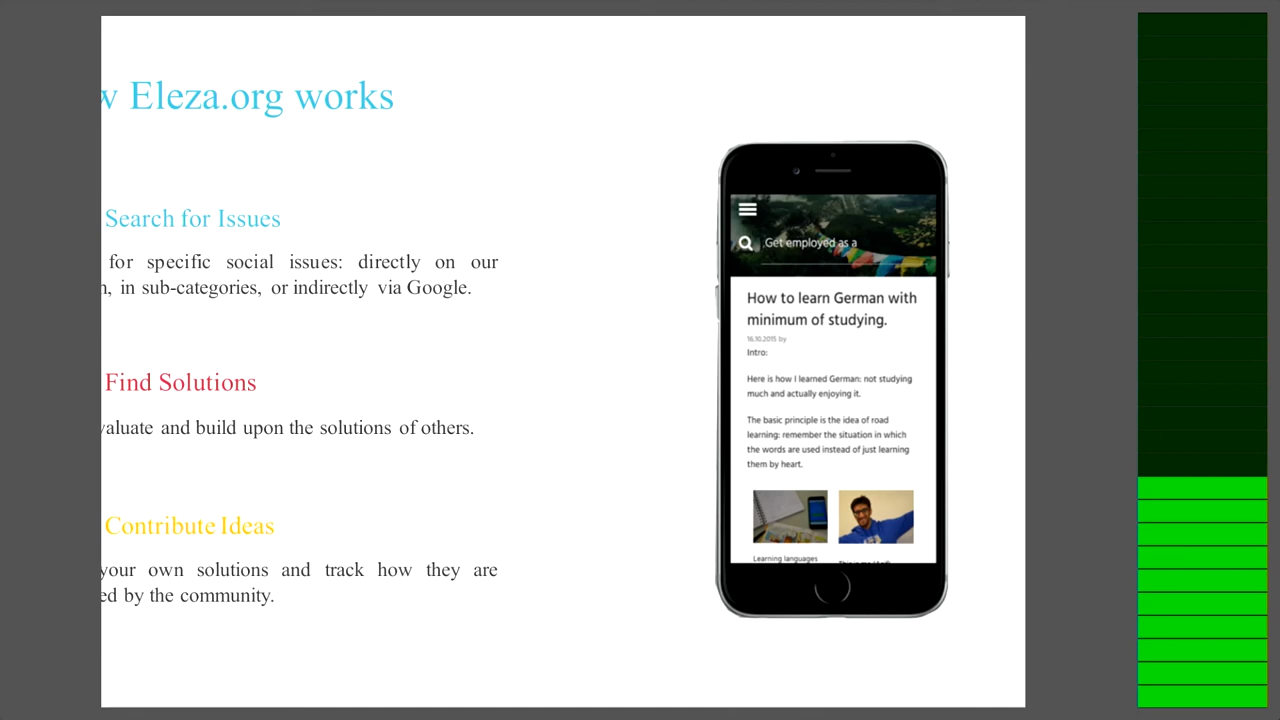 w Eleza.org works
Search for Issues
for specific social issues: directly on our
n, in sub-categories, or indirectly via Google.
Find Solutions
valuate and build upon the solutions of others.
Contribute Ideas
your own solutions and track how they are
ed by the community.
Get employed as a
How to learn German with
minimum of studying.
16.10.2015 by
Intro:
Here is how I learned German: not studying
much and actually enjoying it.
The basic principle is the idea of road
learning: remember the situation in which
the words are used instead of just learning
them by heart.
Learning languages